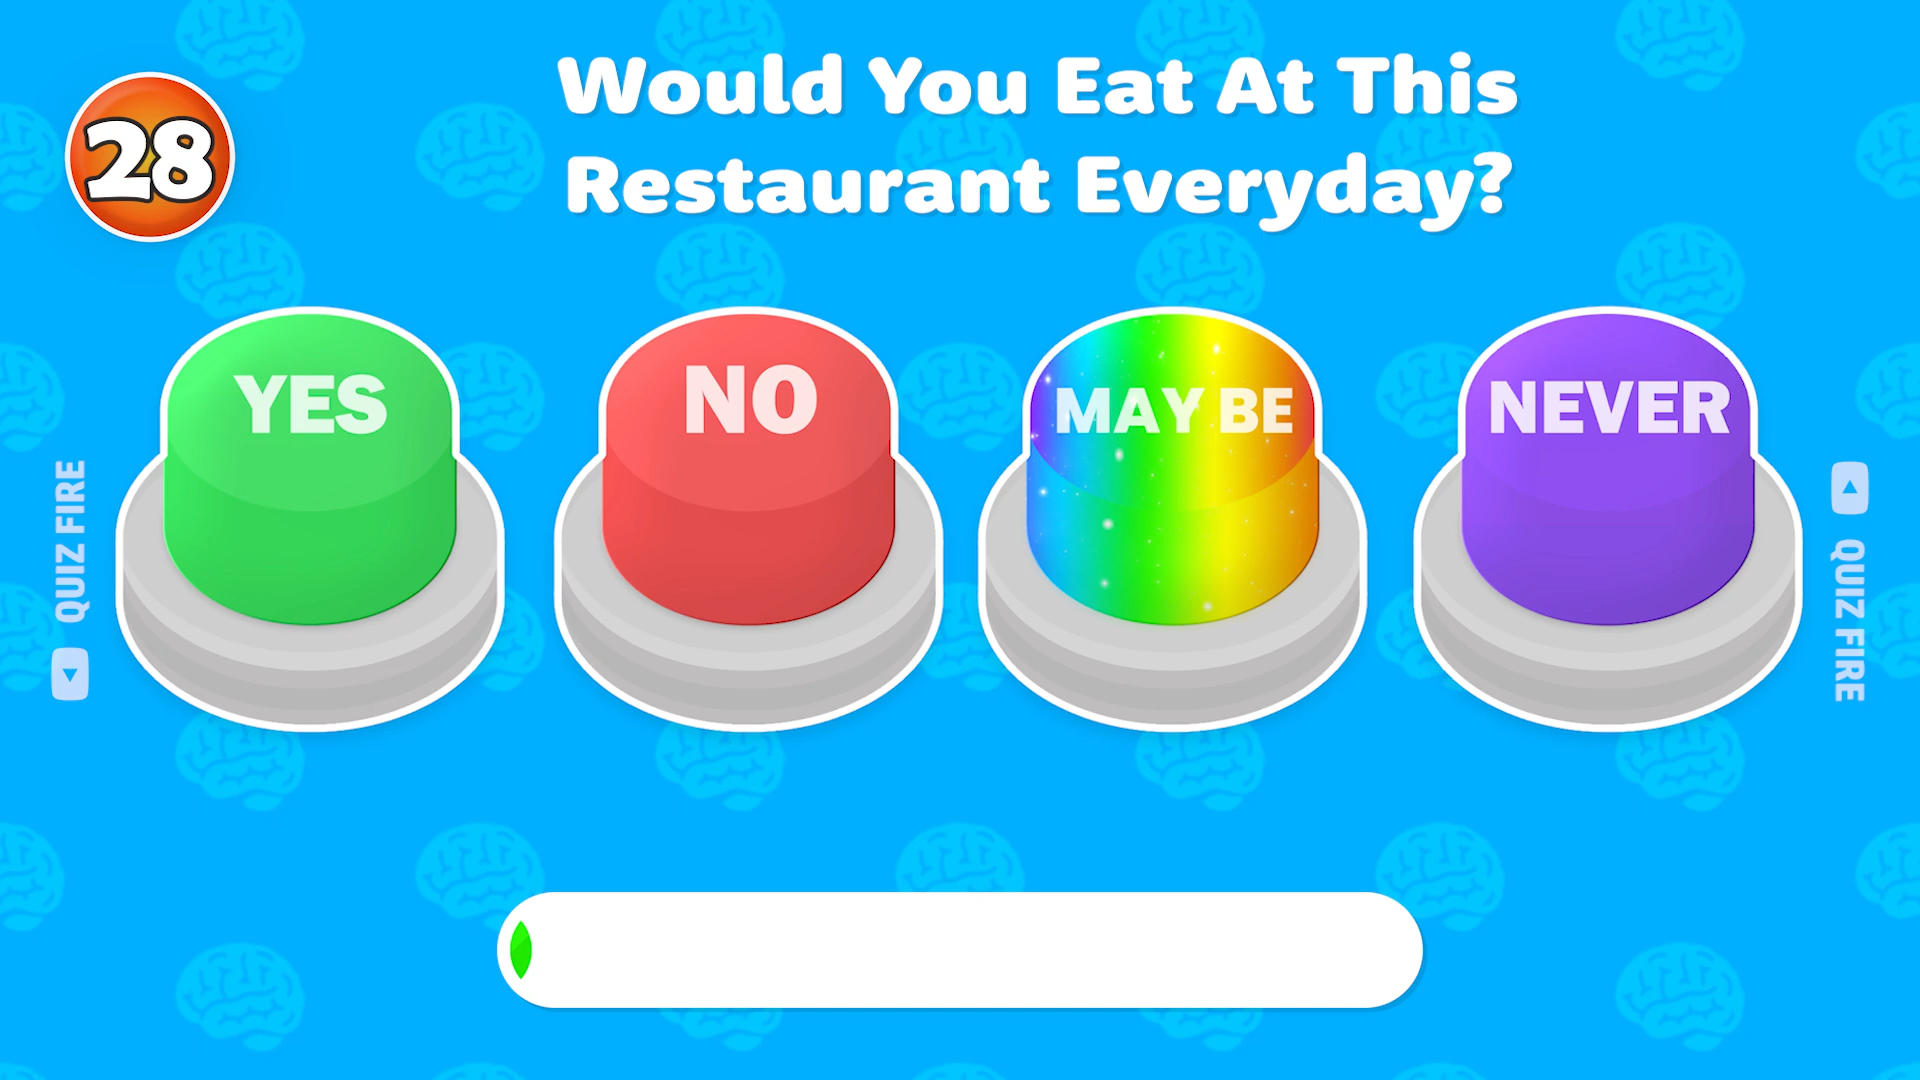 28
Would You Eat At This
Restaurant Everyday?
YES
NO
MAY BE
NEVER
QUIZ FIRE
QUIZ FIRE